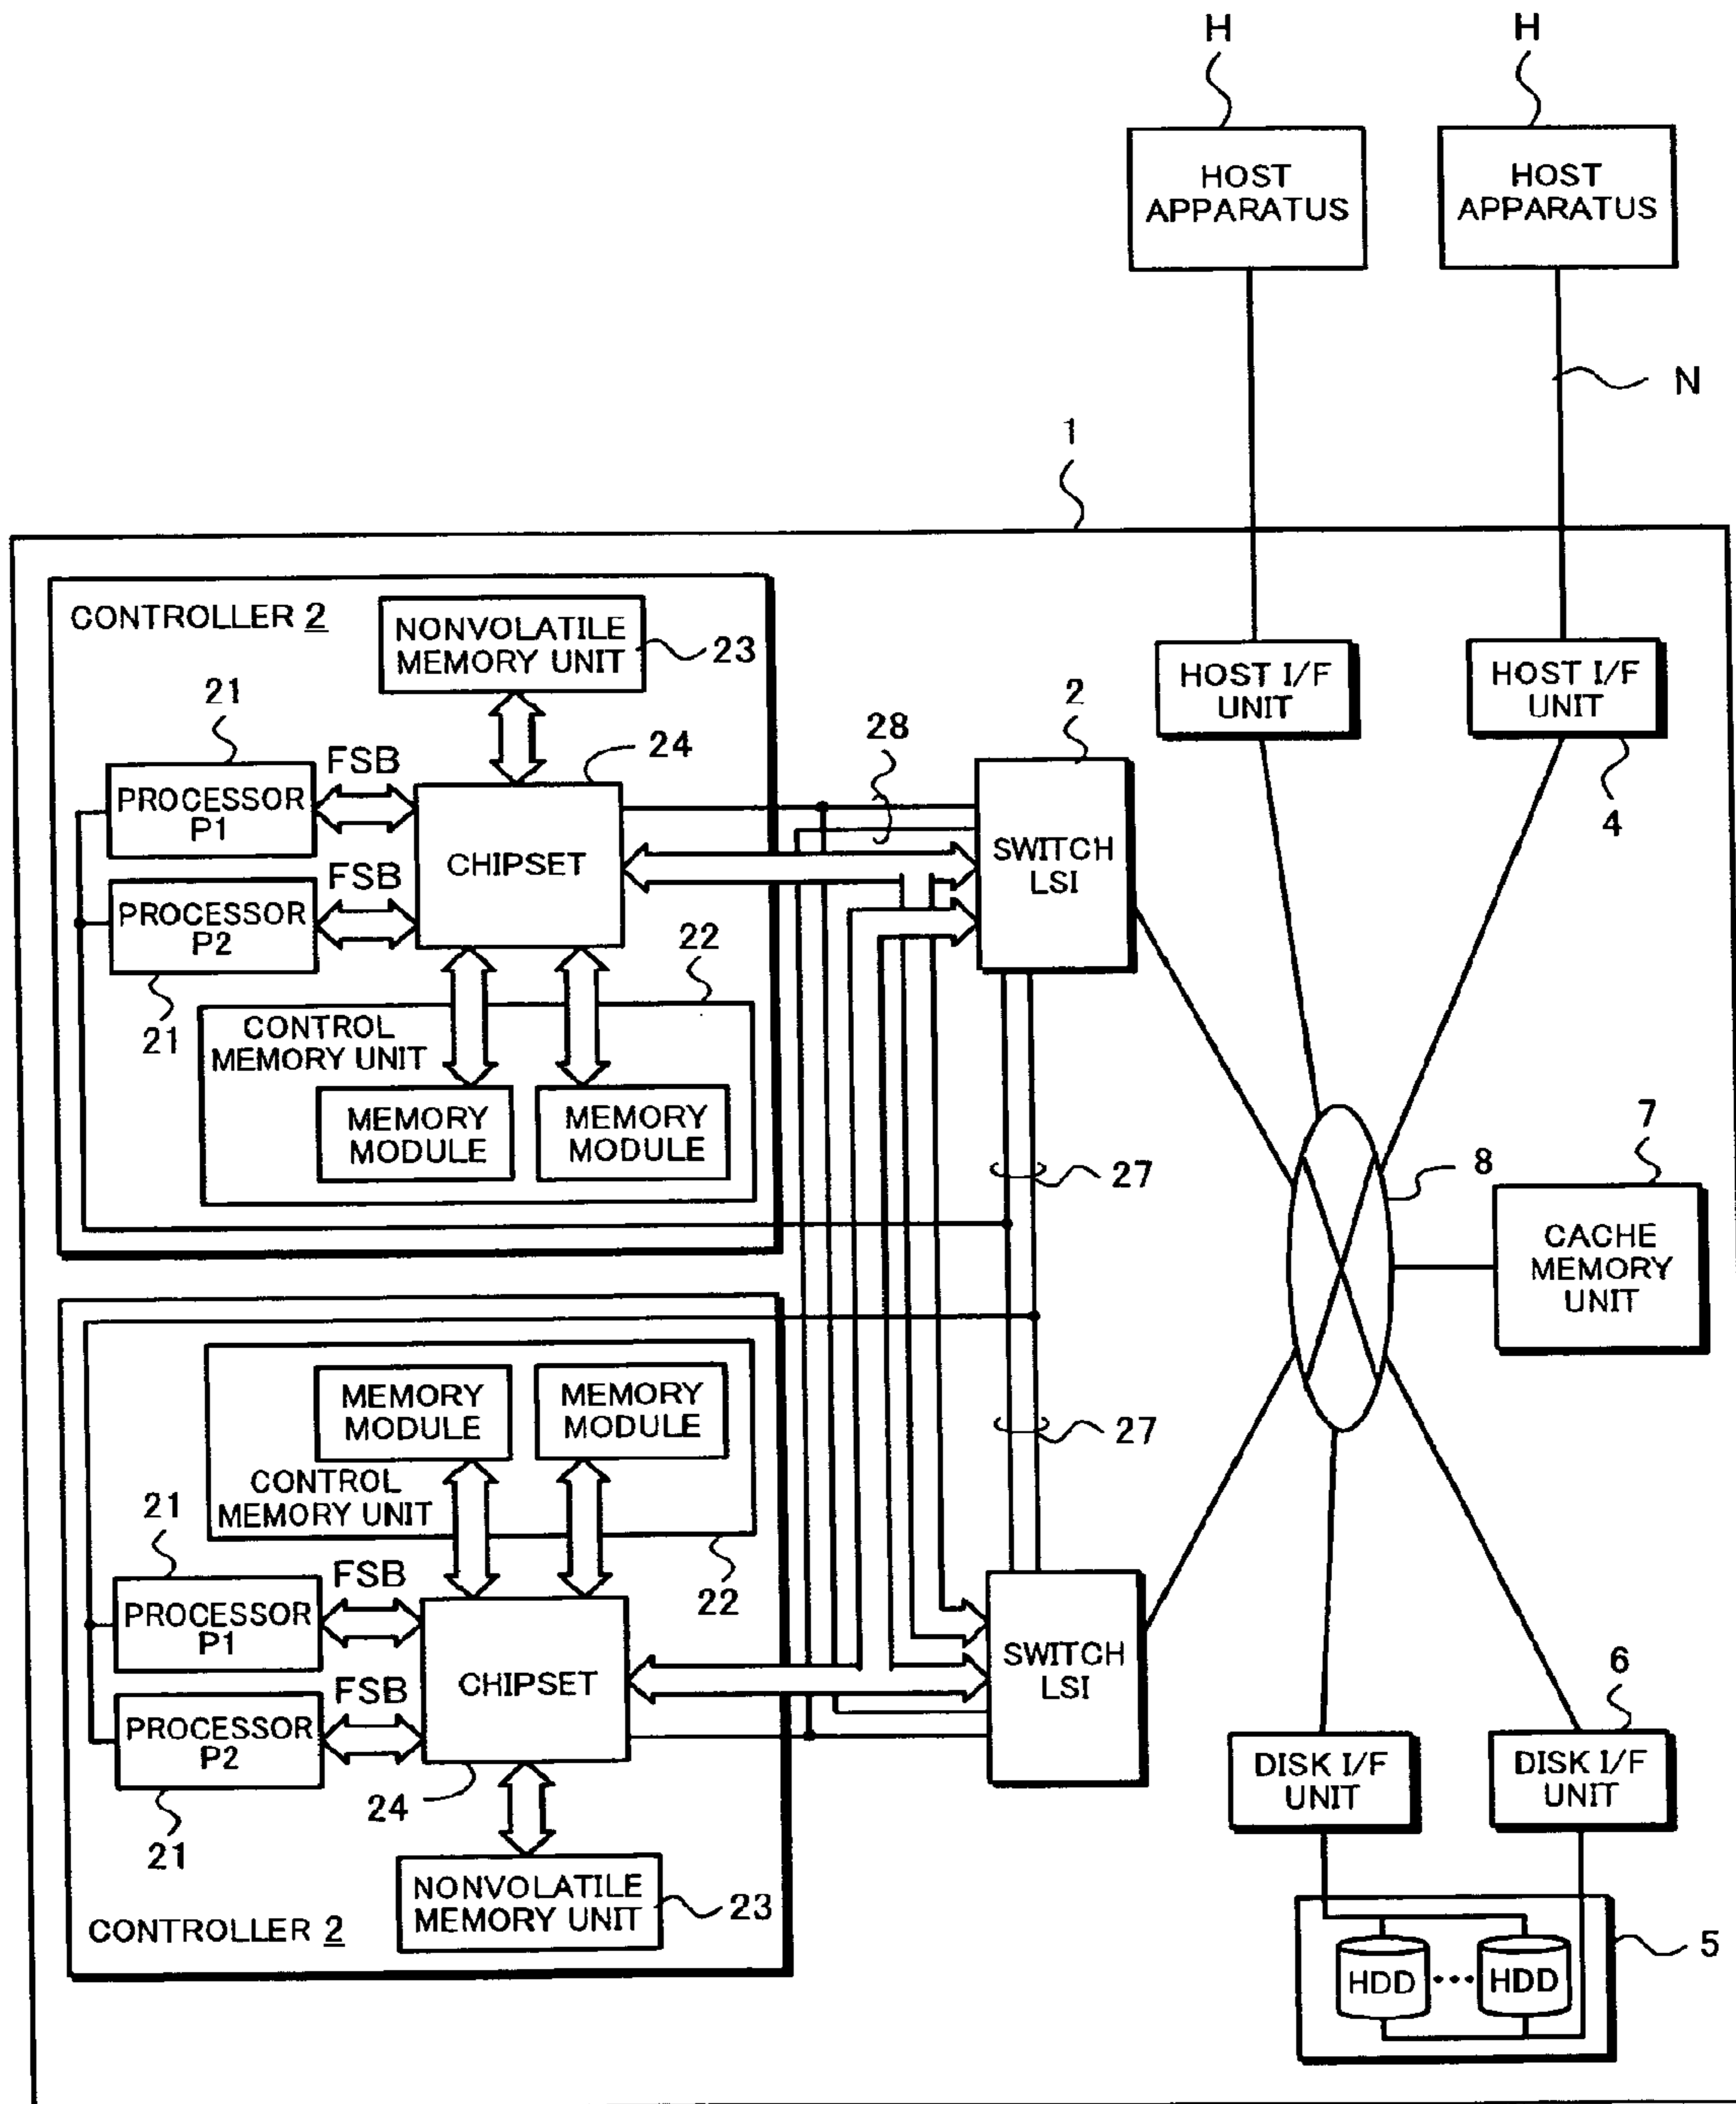 H
H
HOST
APPARATUS
HOST
APPARATUS
N
1
CONTROLLER 2
NONVOLATILE
MEMORY UNIT
23
HOST I/F
UNIT
HOST I/F
UNIT
4
21
FSB
24
28
2
PROCESSOR
P1
CHIPSET
SWITCH
LSI
FSB
PROCESSOR
P2
21
22
CONTROL
MEMORY UNIT
MEMORY
MODULE
MEMORY
MODULE
27
8
7
CACHE
MEMORY
UNIT
MEMORY
MODULE
MEMORY
MODULE
27
CONTROL
MEMORY UNIT
22
21
FSB
PROCESSOR
P1
CHIPSET
SWITCH
LSI
FSB
PROCESSOR
P2
21
24
6
DISK I/F
UNIT
DISK I/F
UNIT
NONVOLATILE
MEMORY UNIT
23
CONTROLLER 2
HDD
•••
HDD
5